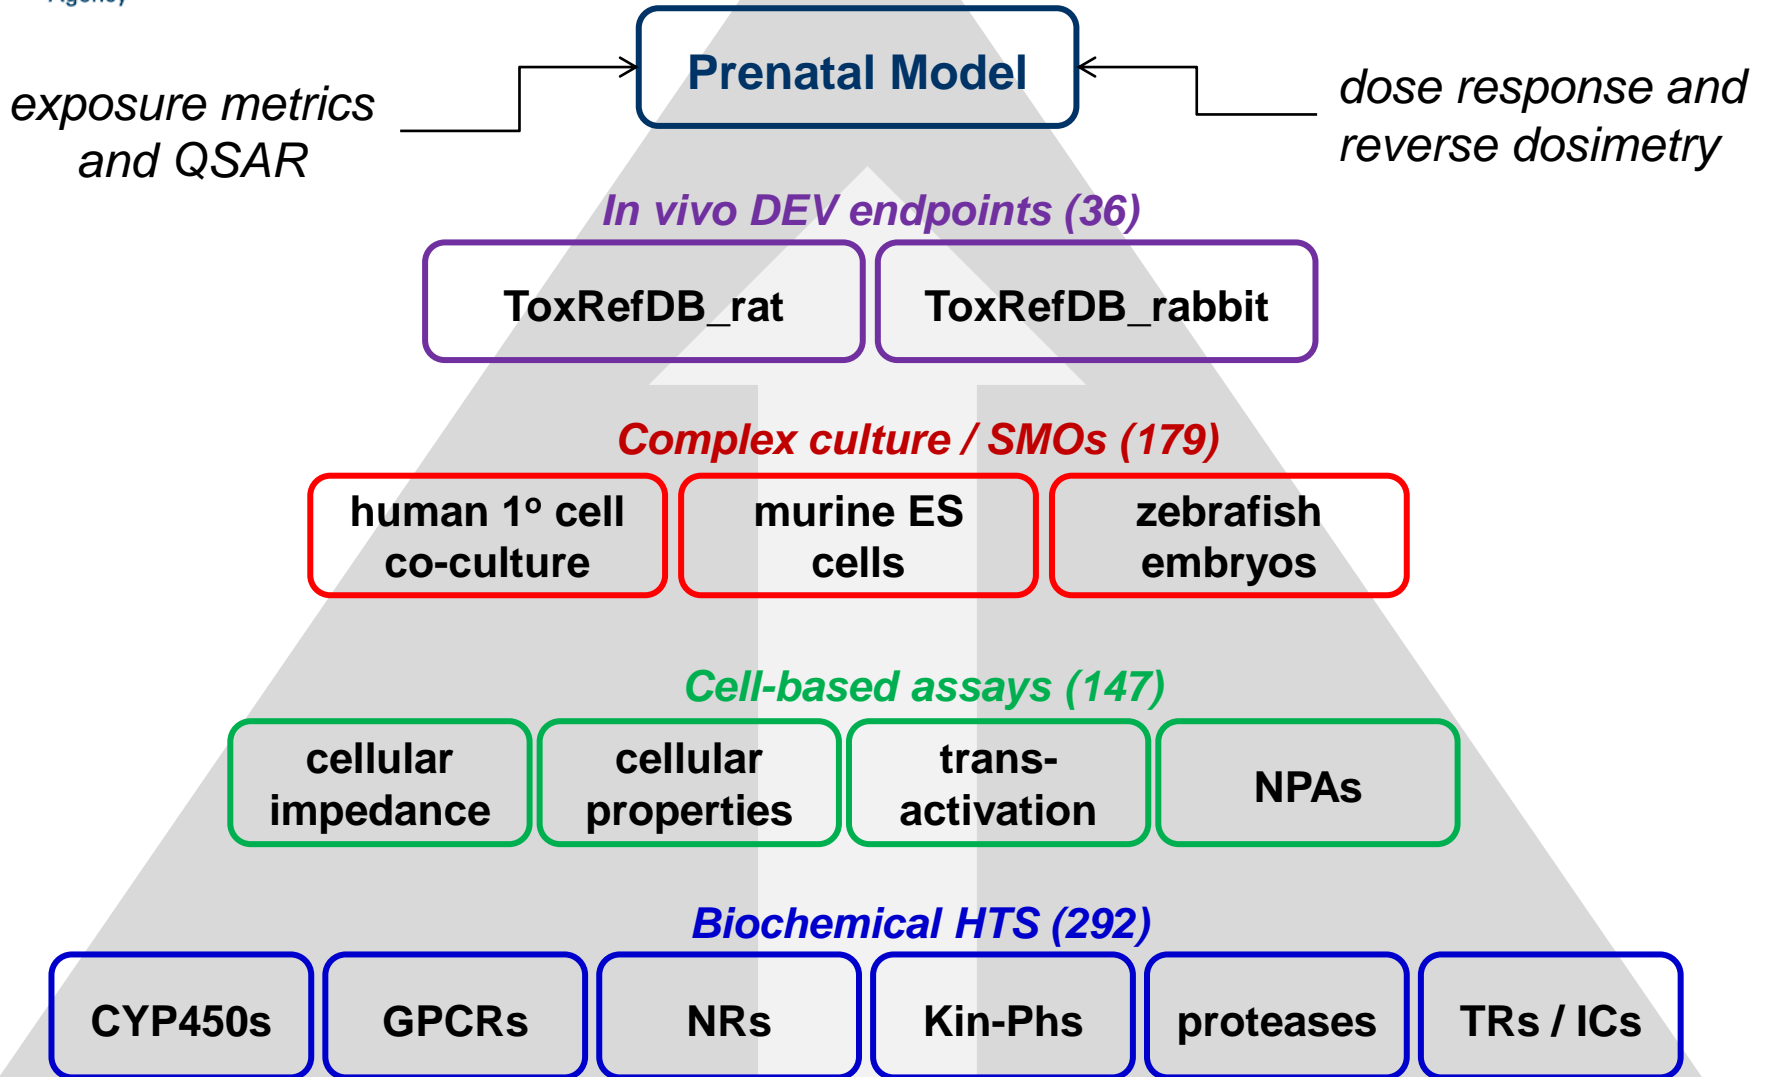 Agency
Prenatal Model
exposure metrics
and QSAR
dose response and
reverse dosimetry
In vivo DEV endpoints (36)
ToxRefDB_rat
ToxRefDB_rabbit
Complex culture / SMOs (179)
human 1º cell
co-culture
murine ES
cells
zebrafish
embryos
Cell-based assays (147)
cellular
impedance
cellular
properties
trans-
activation
NPAs
Biochemical HTS (292)
CYP450s
GPCRs
NRs
Kin-Phs
proteases
TRs / ICs